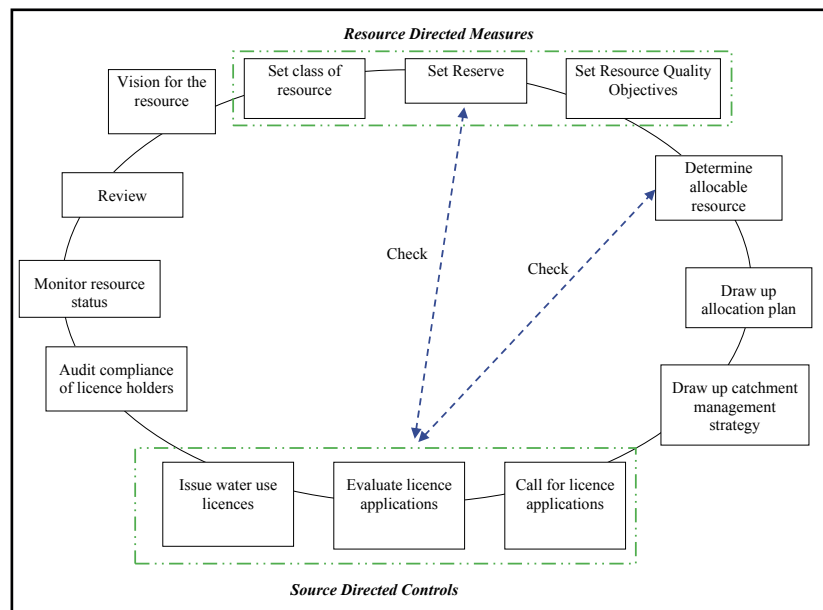 Resource Directed Measures
Vision for the
resource
Set class of
resource
Set Reserve
Set Resource Quality
Objectives
Review
Determine
allocable
resource
Check
Check
Monitor resource
status
Draw up
allocation plan
Audit compliance
of licence holders
Draw up catchment
management
strategy
Issue water use
licences
Evaluate licence
applications
Call for licence
applications
Source Directed Controls